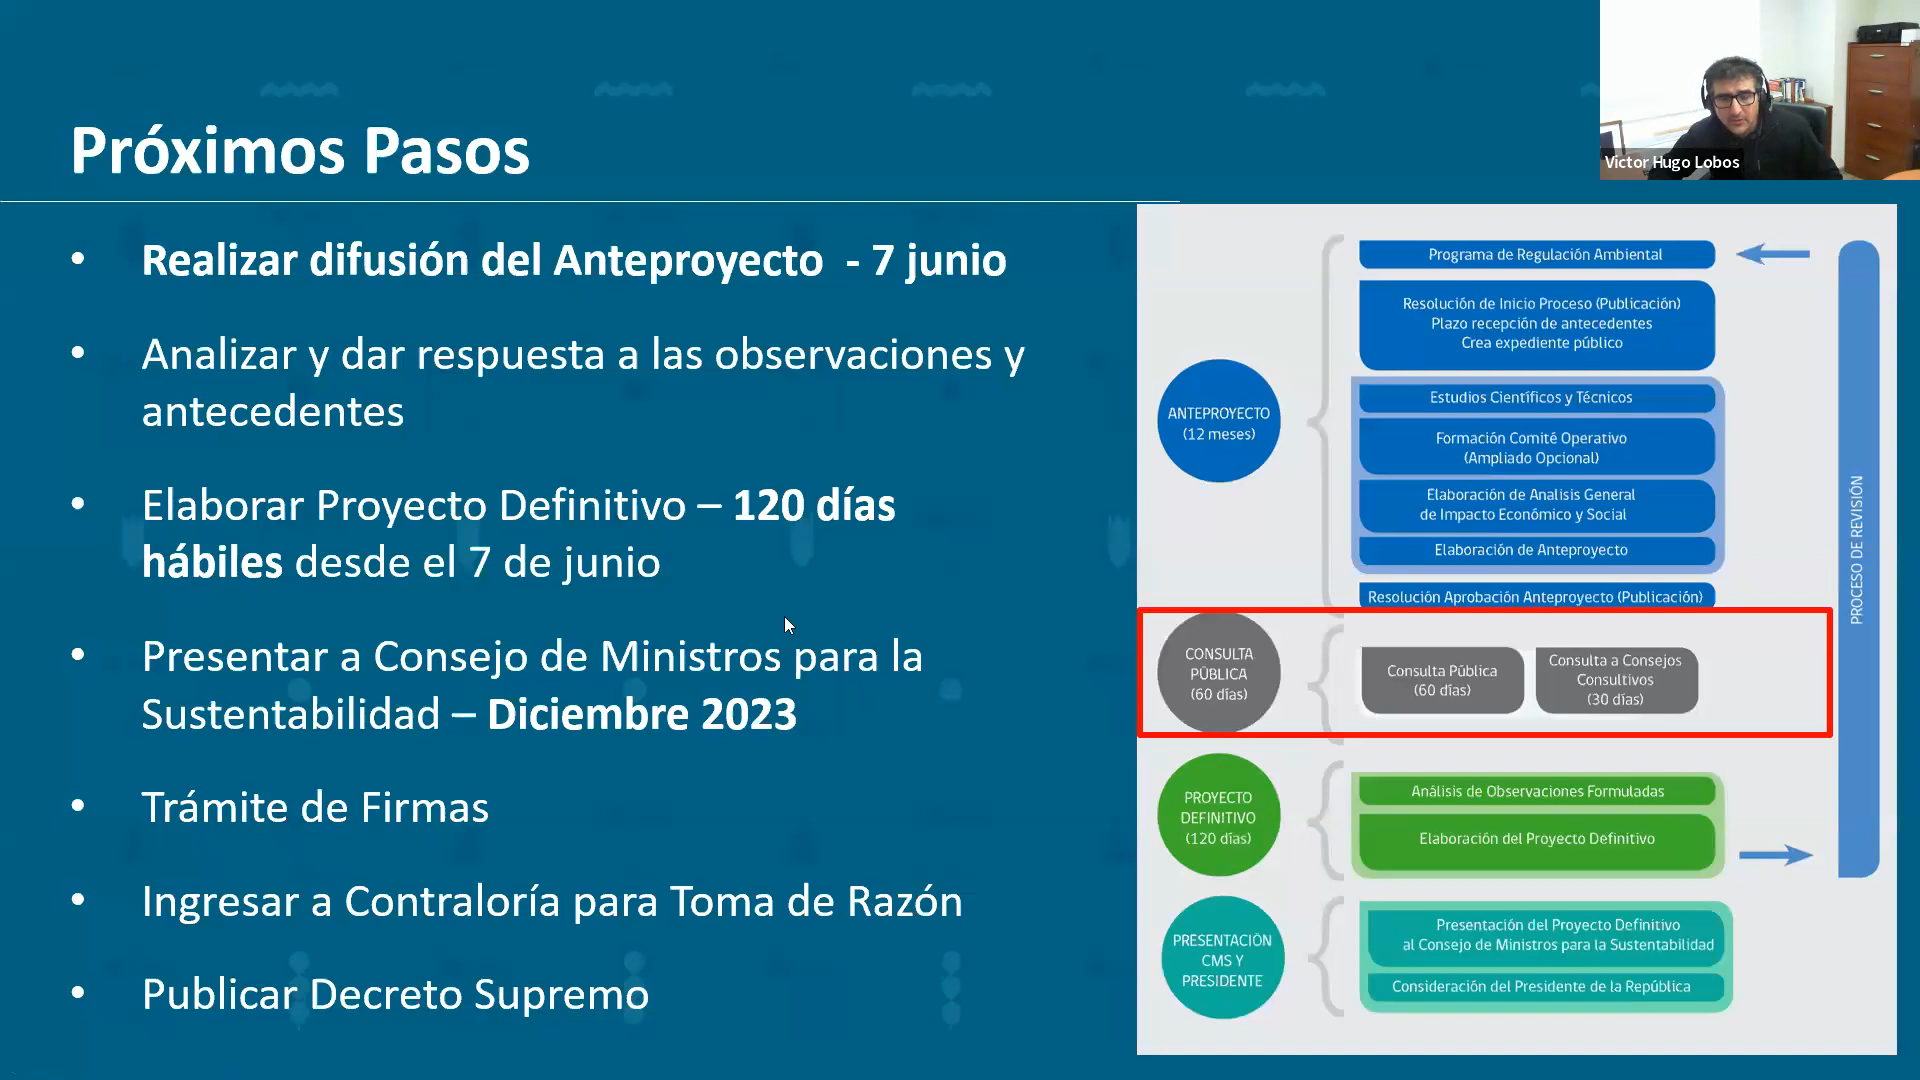 Próximos Pasos
Victor Hugo Lobos
• Realizar difusión del Anteproyecto - 7 junio
• Analizar y dar respuesta a las observaciones y
antecedentes
• Elaborar Proyecto Definitivo – 120 días
hábiles desde el 7 de junio
• Presentar a Consejo de Ministros para la
Sustentabilidad – Diciembre 2023
• Trámite de Firmas
• Ingresar a Contraloría para Toma de Razón
• Publicar Decreto Supremo
ANTEPROYECTO
(12 meses)
Programa de Regulación Ambiental
Resolución de Inicio Proceso (Publicación)
Plazo recepción de antecedentes
Crea expediente público
Estudios Científicos y Técnicos
Formación Comité Operativo
(Ampliado Opcional)
Elaboración de Analisis General
de Impacto Económico y Social
Elaboración de Anteproyecto
Resolución Aprobación Anteproyecto (Publicación)
CONSULTA
PÚBLICA
(60 días)
Consulta Pública
(60 días)
Consulta a Consejos
Consultivos
(30 días)
PROYECTO
DEFINITIVO
(120 días)
Análisis de Observaciones Formuladas
Elaboración del Proyecto Definitivo
PRESENTACIÓN
CMS Y
PRESIDENTE
Presentación del Proyecto Definitivo
al Consejo de Ministros para la Sustentabilidad
Consideración del Presidente de la República
PROCESO DE REVISIÓN